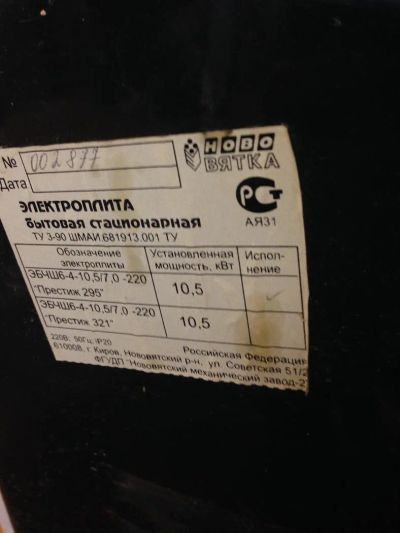 НОВО
ВЯТКА
№ 002877
Дата
РСТ
АЯ31
ЭЛЕКТРОПЛИТА
бытовая стационарная
ТУ 3-90 ШМАИ.681913.001 ТУ
Обозначение электроплиты
Установленная мощность, кВт
Испол-
нение
ЭБЧШ6-4-10,5/7,0 -220
"Престиж 295"
10,5
ЭБЧШ6-4-10,5/7,0 -220
"Престиж 321"
10,5
220В; 50Гц; IP20
Российская Федерация
610008, г Киров, Нововятский р-н, ул Советская 51/2
ФГУДП "Нововятский механический завод-2